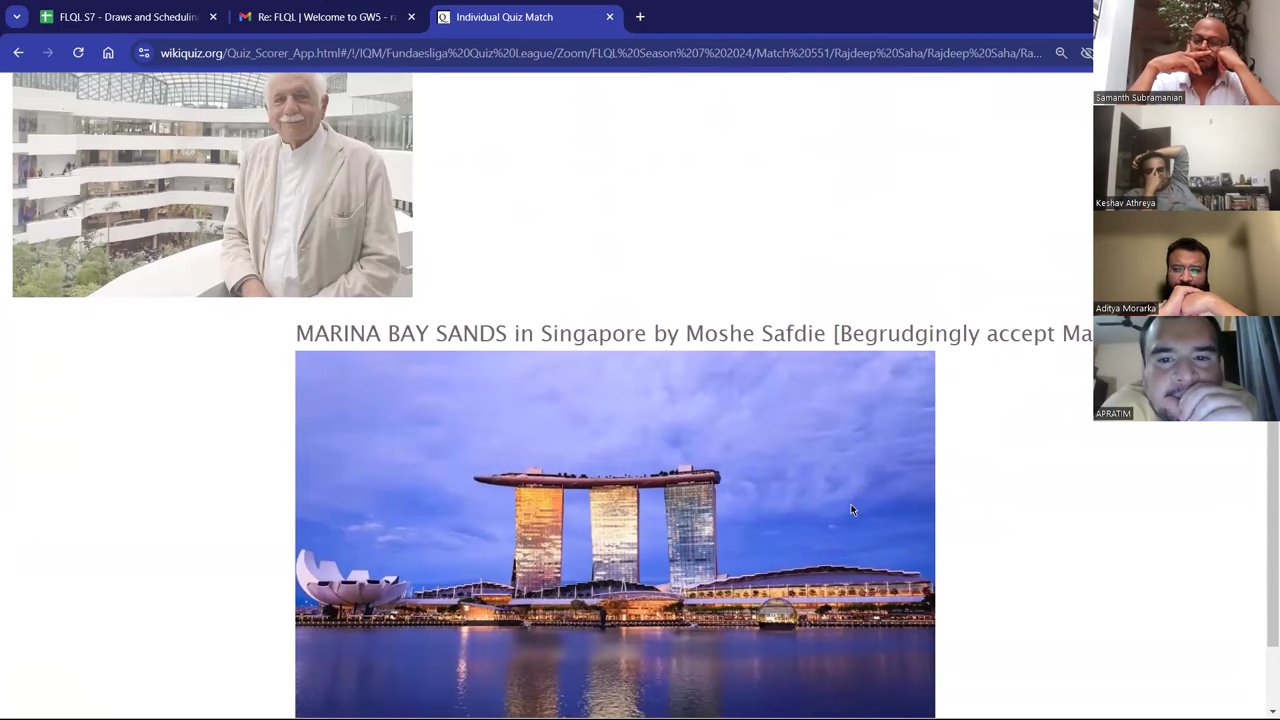 FLQL S7 - Draws and Schedulin
Re: FLQL | Welcome to GW5 - ra
Individual Quiz Match
wikiquiz.org/Quiz_Scorer_App.html#/!/IQM/Fundaesliga%20Quiz%20League/Zoom/FLQL%20Season%207%202024/Match%20551/Rajdeep%20Saha/Rajdeep%20Saha/Ra...
Samanth Subramanian
Keshav Athreya
Aditya Morarka
MARINA BAY SANDS in Singapore by Moshe Safdie [Begrudgingly accept Ma
APRATIM